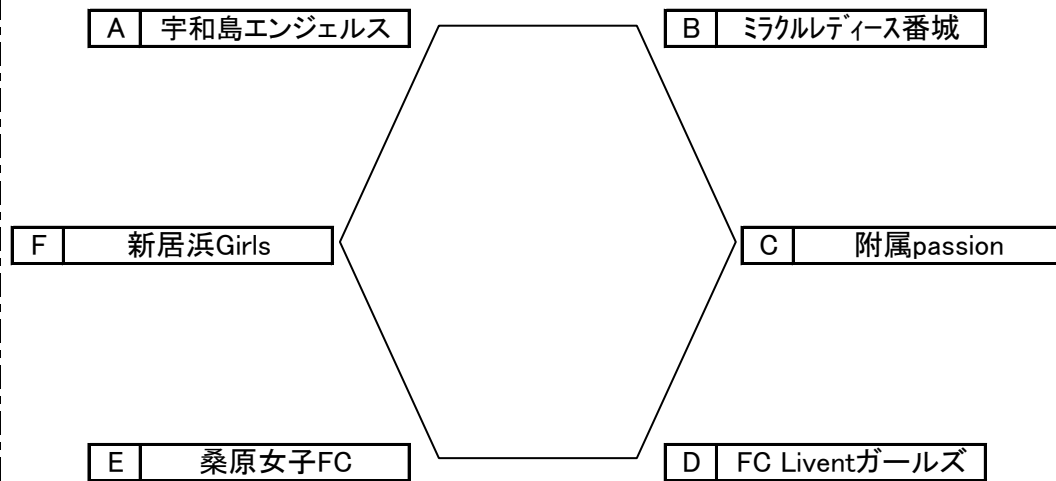 A 宇和島エンジェルス
B ﾐﾗｸﾙﾚﾃﾞｨｰｽ番城
F 新居浜Girls
C 附属passion
E 桑原女子FC
D FC Liventガールズ